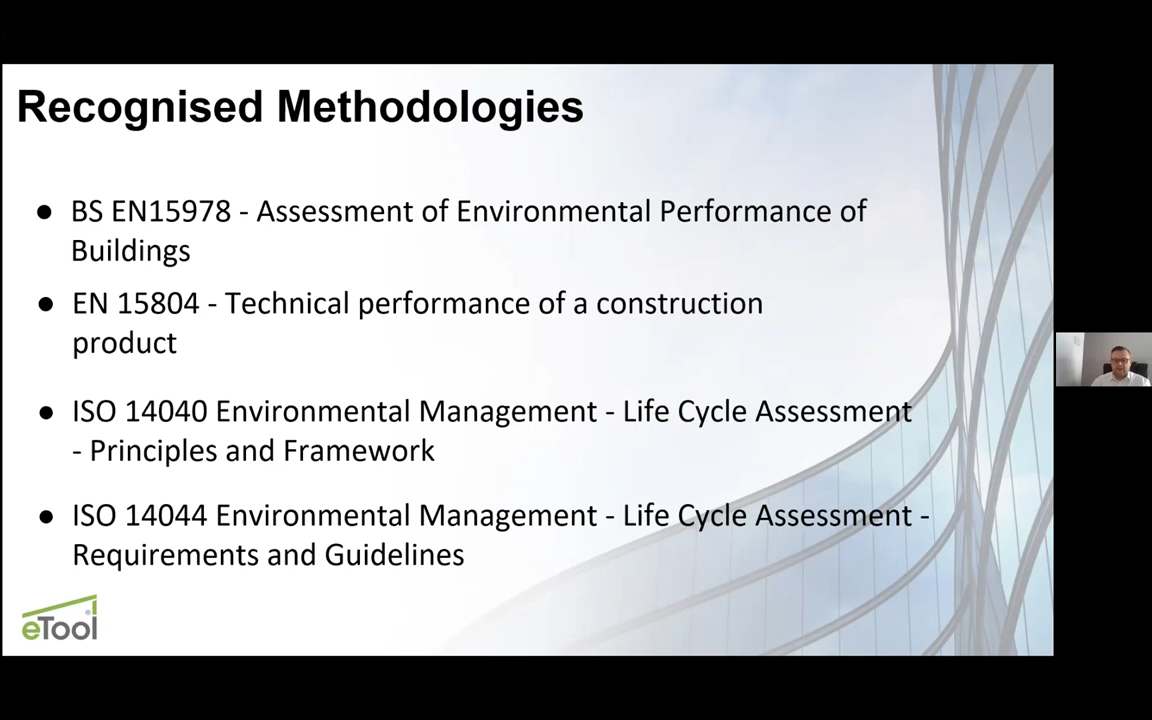 Recognised Methodologies
● BS EN15978 - Assessment of Environmental Performance of
Buildings
● EN 15804 - Technical performance of a construction
product
● ISO 14040 Environmental Management - Life Cycle Assessment
- Principles and Framework
● ISO 14044 Environmental Management - Life Cycle Assessment -
Requirements and Guidelines
eTool®